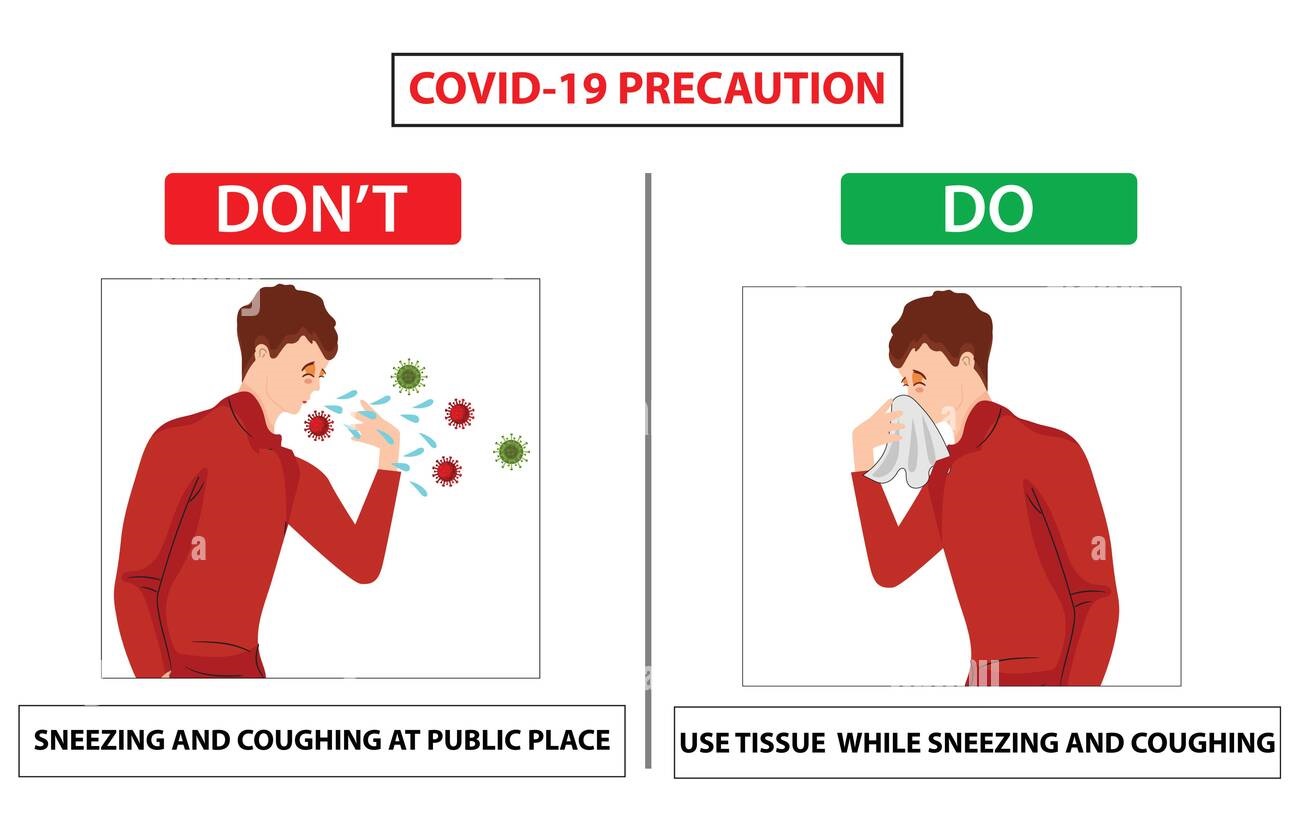 COVID-19 PRECAUTION
DON'T
DO
SNEEZING AND COUGHING AT PUBLIC PLACE
USE TISSUE WHILE SNEEZING AND COUGHING
a
a
a
a